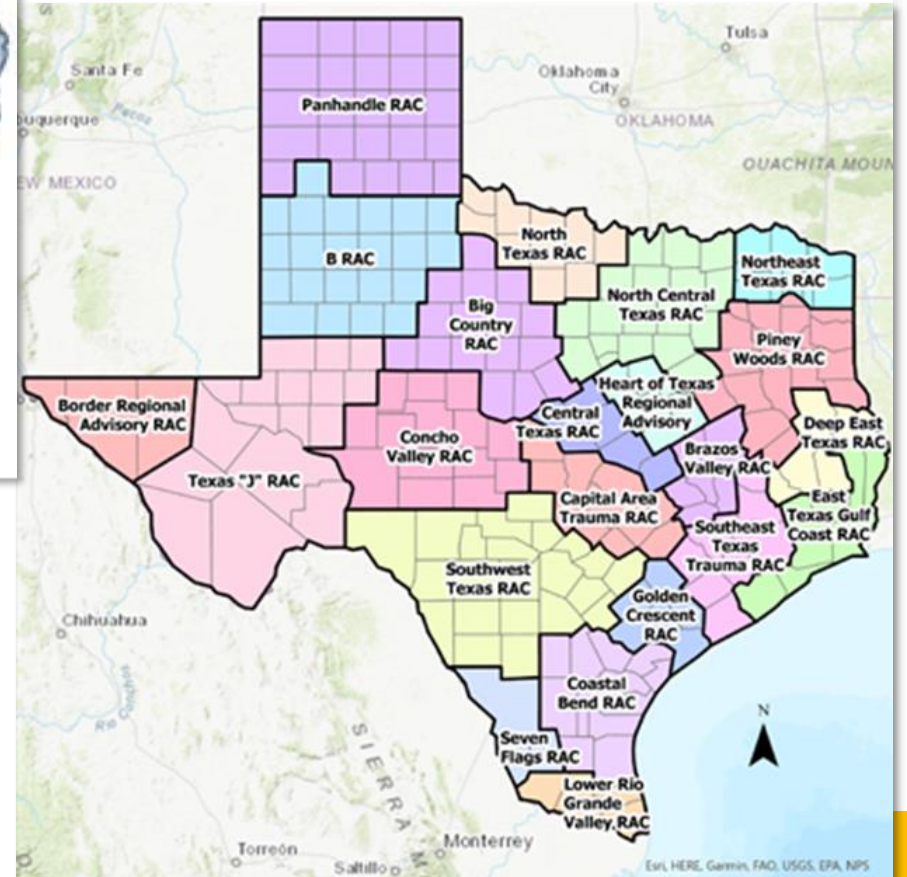 Tulsa
Santa Fe
Oklahoma
City
Pecos
buquerque
OKLAHOMA
Panhandle RAC
OUACHITA MOUN
EW MEXICO
North
Texas RAC
B RAC
Northeast
Texas RAC
Big
Country
RAC
North Central
Texas RAC
Piney
Woods RAC
Heart of Texas
Regional
Advisory
Border Regional
Advisory RAC
Central
Texas RAC
Deep East
Texas RAC
Concho
Valley RAC
Brazos
Valley RAC
Texas "J" RAC
Capital Area
Trauma RAC
East
Texas Gulf
Coast RAC
Southeast
Texas
Trauma RAC
Southwest
Texas RAC
Golden
Crescent
RAC
Chihuahua
Rio Conchos
Coastal
Bend RAC
N
SIERRA
Seven
Flags RAC
Lower Rio
Grande
Valley RAC
M
Monterrey
Torreón
Saltillo
Esri, HERE, Garmin, FAO, USGS, EPA, NPS